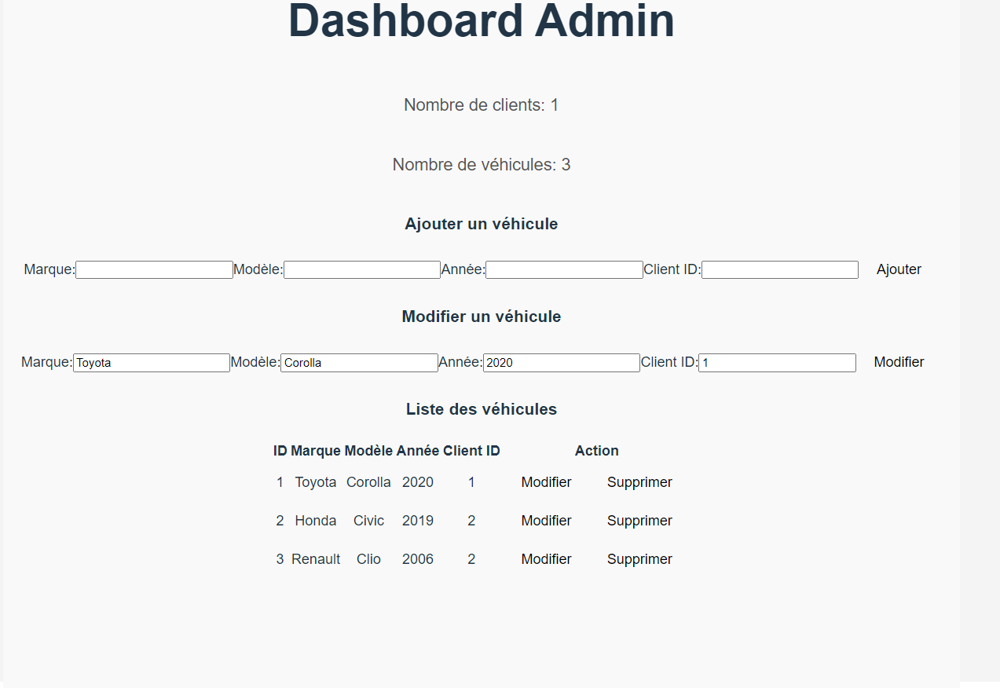 Dashboard Admin
Nombre de clients: 1
Nombre de véhicules: 3
Ajouter un véhicule
Marque: Modèle: Année: Client ID: Ajouter
Modifier un véhicule
Marque: Toyota Modèle: Corolla Année: 2020 Client ID: 1 Modifier
Liste des véhicules
ID Marque Modèle Année Client ID Action
1 Toyota Corolla 2020 1 Modifier Supprimer
2 Honda Civic 2019 2 Modifier Supprimer
3 Renault Clio 2006 2 Modifier Supprimer